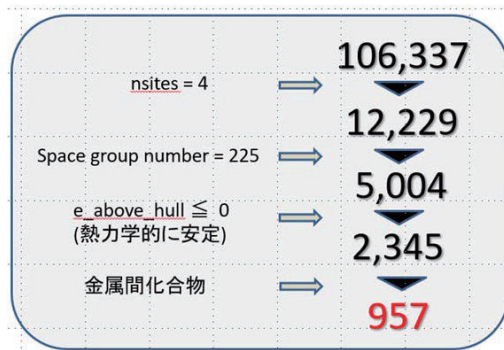 106,337
nsites = 4
12,229
Space group number = 225
5,004
e_above_hull ≦ 0
(熱力学的に安定)
2,345
金属間化合物
957